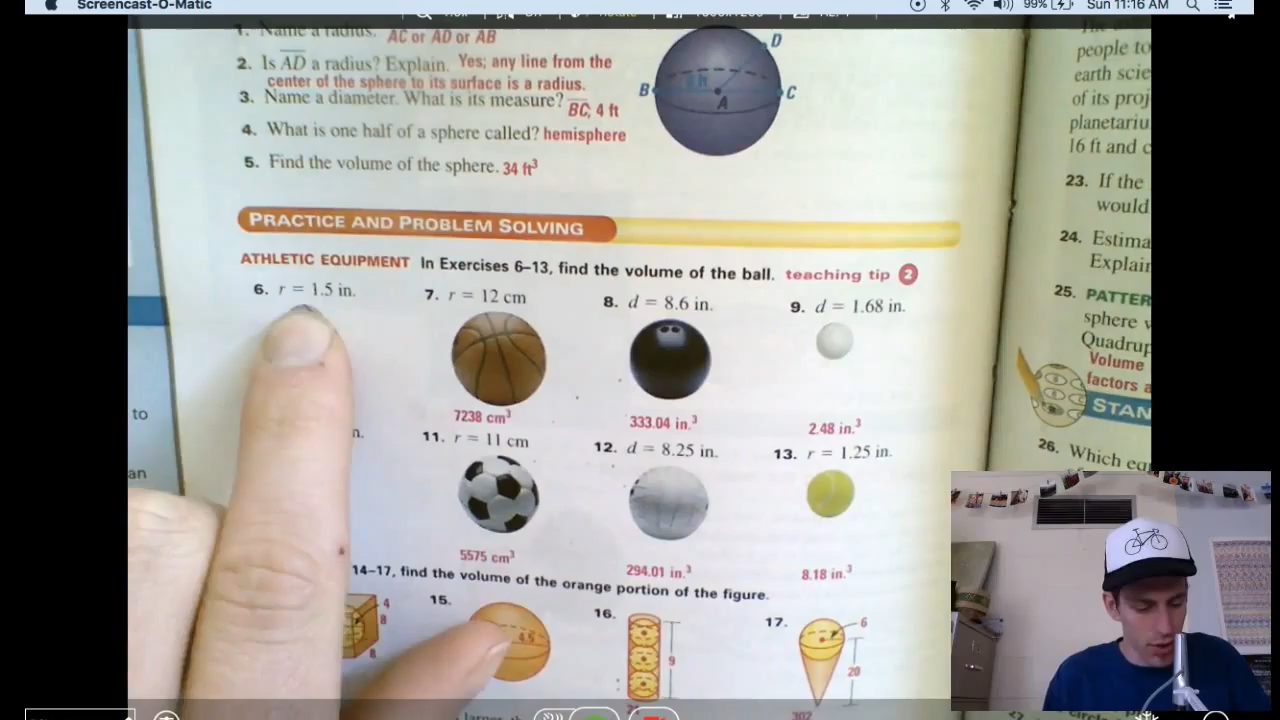 Screencast-O-Matic
99%
Sun 11:16 AM
1. Name a radius. AC or AD or AB
2. Is AD a radius? Explain. Yes; any line from the
center of the sphere to its surface is a radius.
3. Name a diameter. What is its measure? BC, 4 ft
4. What is one half of a sphere called? hemisphere
5. Find the volume of the sphere. 34 ft³
D
B
C
A
PRACTICE AND PROBLEM SOLVING
ATHLETIC EQUIPMENT In Exercises 6–13, find the volume of the ball. teaching tip 2
6. r = 1.5 in.
7. r = 12 cm
8. d = 8.6 in.
9. d = 1.68 in.
7238 cm³
333.04 in.³
2.48 in.³
n.
11. r = 11 cm
12. d = 8.25 in.
13. r = 1.25 in.
5575 cm³
294.01 in.³
8.18 in.³
14–17, find the volume of the orange portion of the figure.
4
8
8
15.
4.5
16.
9
17.
6
20
302
to
an
people to
earth scie
of its proj
planetariu
16 ft and c
23. If the
would
24. Estima
Explain
25. PATTER
sphere v
Quadrup
Volume
factors a
STAN
26. Which eq